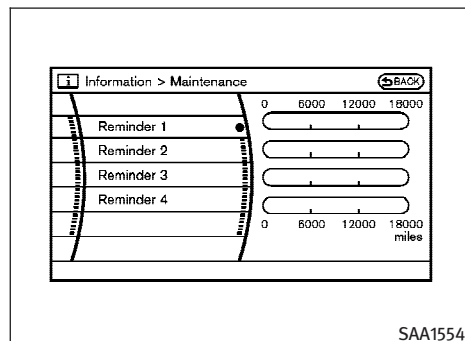 i Information > Maintenance BACK
0 6000 12000 18000
Reminder 1
Reminder 2
Reminder 3
Reminder 4
0 6000 12000 18000
miles
SAA1554